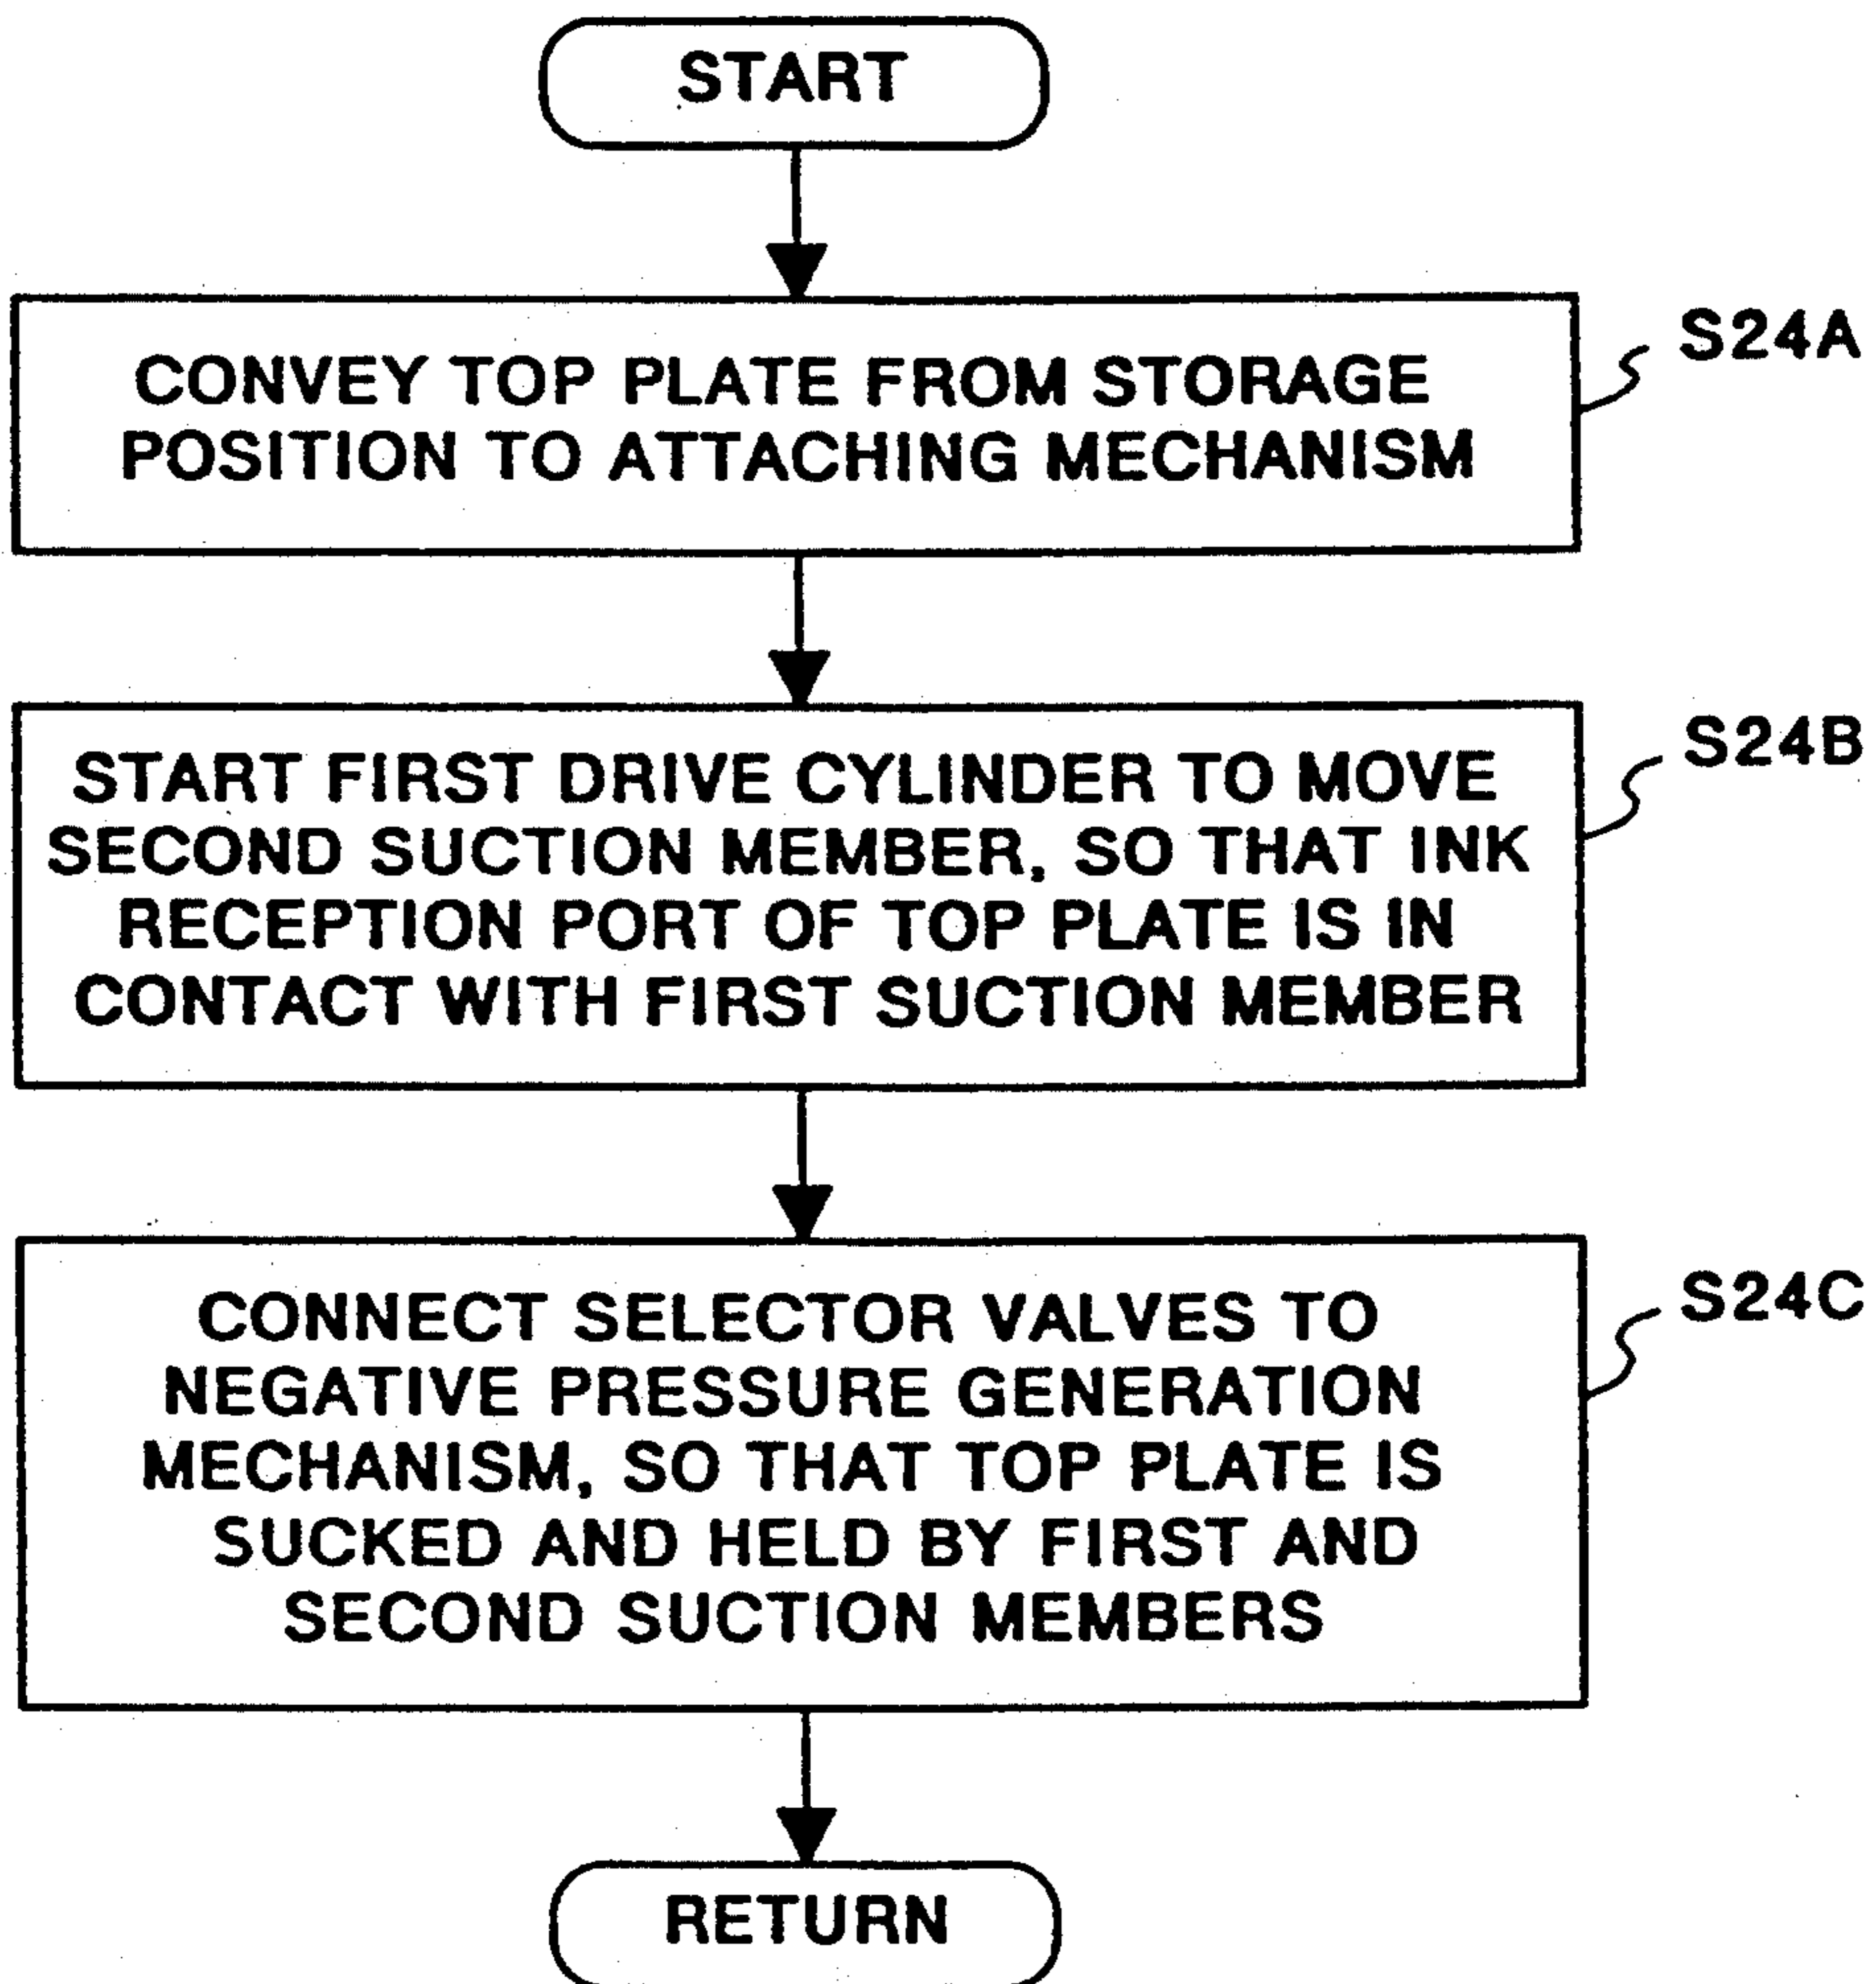 START
CONVEY TOP PLATE FROM STORAGE
POSITION TO ATTACHING MECHANISM
S24A
START FIRST DRIVE CYLINDER TO MOVE
SECOND SUCTION MEMBER, SO THAT INK
RECEPTION PORT OF TOP PLATE IS IN
CONTACT WITH FIRST SUCTION MEMBER
S24B
CONNECT SELECTOR VALVES TO
NEGATIVE PRESSURE GENERATION
MECHANISM, SO THAT TOP PLATE IS
SUCKED AND HELD BY FIRST AND
SECOND SUCTION MEMBERS
S24C
RETURN